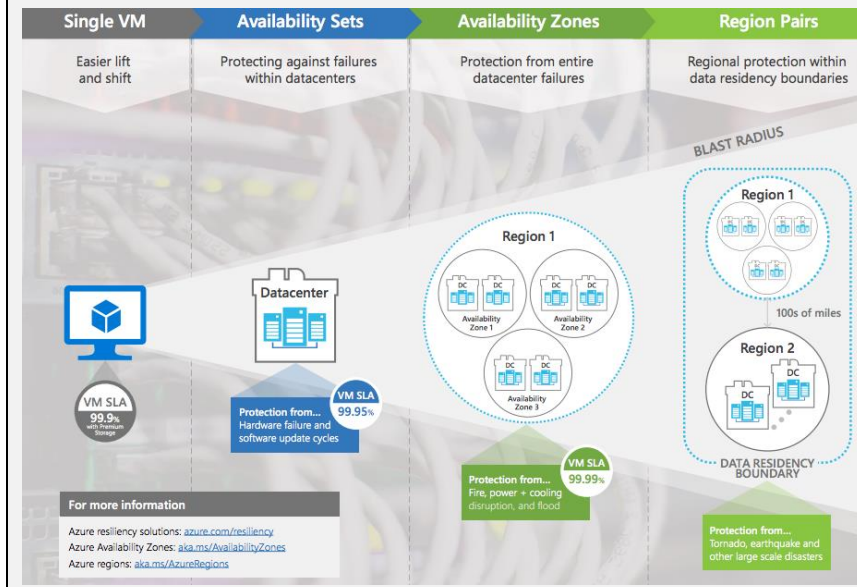 Single VM
Availability Sets
Availability Zones
Region Pairs
Easier lift
and shift
Protecting against failures
within datacenters
Protection from entire
datacenter failures
Regional protection within
data residency boundaries
BLAST RADIUS
Datacenter
VM SLA
99.9%
with Premium
Storage
Protection from...
Hardware failure and
software update cycles
VM SLA
99.95%
Region 1
DC
DC
Availability
Zone 1
DC
DC
Availability
Zone 2
DC
DC
Availability
Zone 3
Protection from...
Fire, power + cooling
disruption, and flood
VM SLA
99.99%
Region 1
DC
DC
DC
DC
DC
DC
100s of miles
Region 2
DC
DC
DATA RESIDENCY
BOUNDARY
Protection from...
Tornado, earthquake and
other large scale disasters
For more information
Azure resiliency solutions: azure.com/resiliency
Azure Availability Zones: aka.ms/AvailabilityZones
Azure regions: aka.ms/AzureRegions